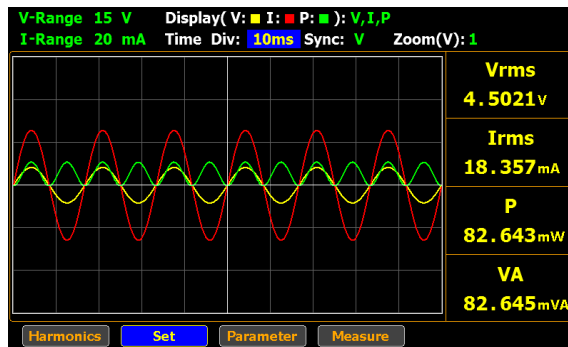 V-Range 15 V Display( V: I: P: ): V,I,P
I-Range 20 mA Time Div: 10ms Sync: V Zoom(V): 1
Vrms
4.5021V
Irms
18.357mA
P
82.643mW
VA
82.645mVA
Harmonics Set Parameter Measure